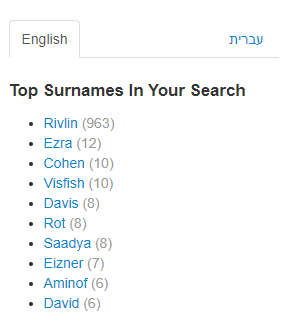 English
עברית
Top Surnames In Your Search
Rivlin (963)
Ezra (12)
Cohen (10)
Visfish (10)
Davis (8)
Rot (8)
Saadya (8)
Eizner (7)
Aminof (6)
David (6)